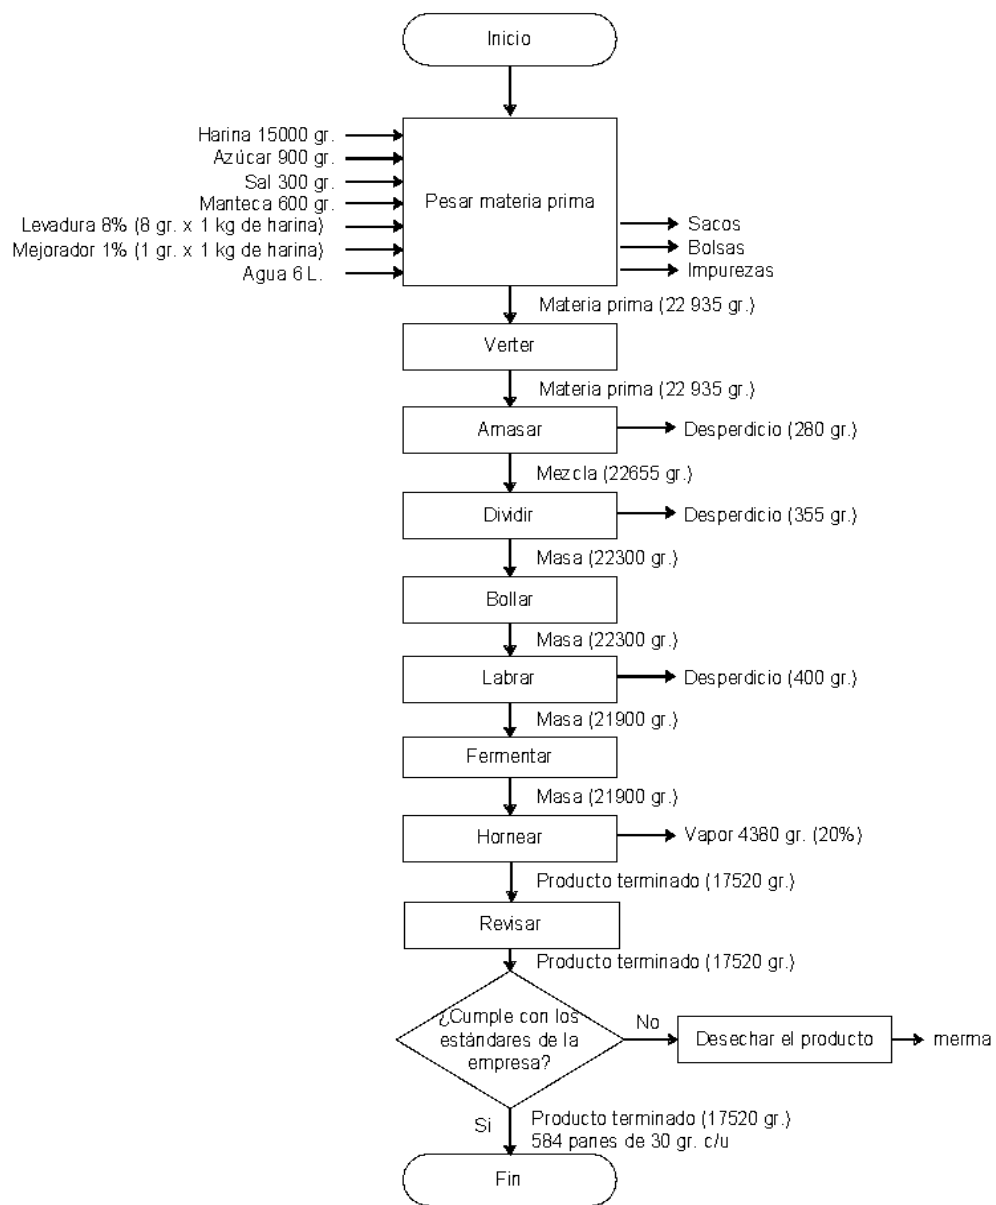 Inicio
Harina 15000 gr.
Azúcar 900 gr.
Sal 300 gr.
Manteca 600 gr.
Levadura 8% (8 gr. x 1 kg de harina)
Mejorador 1% (1 gr. x 1 kg de harina)
Agua 6 L.
Pesar materia prima
Sacos
Bolsas
Impurezas
Materia prima (22 935 gr.)
Verter
Materia prima (22 935 gr.)
Amasar
Desperdicio (280 gr.)
Mezcla (22655 gr.)
Dividir
Desperdicio (355 gr.)
Masa (22300 gr.)
Bollar
Masa (22300 gr.)
Labrar
Desperdicio (400 gr.)
Masa (21900 gr.)
Fermentar
Masa (21900 gr.)
Hornear
Vapor 4380 gr. (20%)
Producto terminado (17520 gr.)
Revisar
Producto terminado (17520 gr.)
¿Cumple con los
estándares de la
empresa?
No
Desechar el producto
merma
Si
Producto terminado (17520 gr.)
584 panes de 30 gr. c/u
Fin